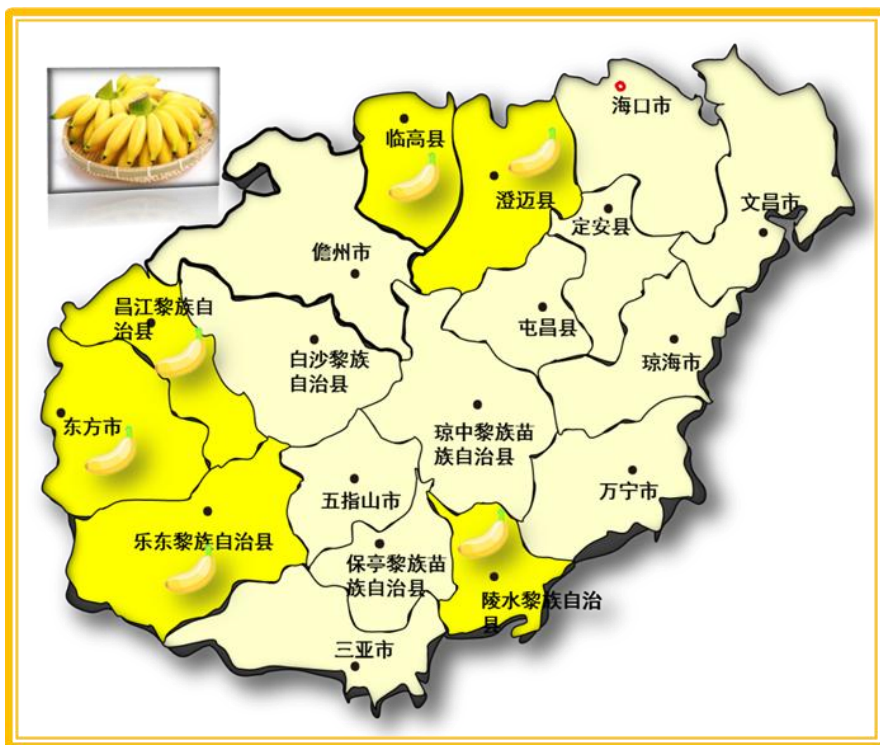 海口市
临高县
澄迈县
文昌市
定安县
儋州市
昌江黎族自
治县
屯昌县
白沙黎族
自治县
琼海市
东方市
琼中黎族苗
族自治县
万宁市
五指山市
乐东黎族自治县
保亭黎族苗
族自治县
陵水黎族自治
县
三亚市